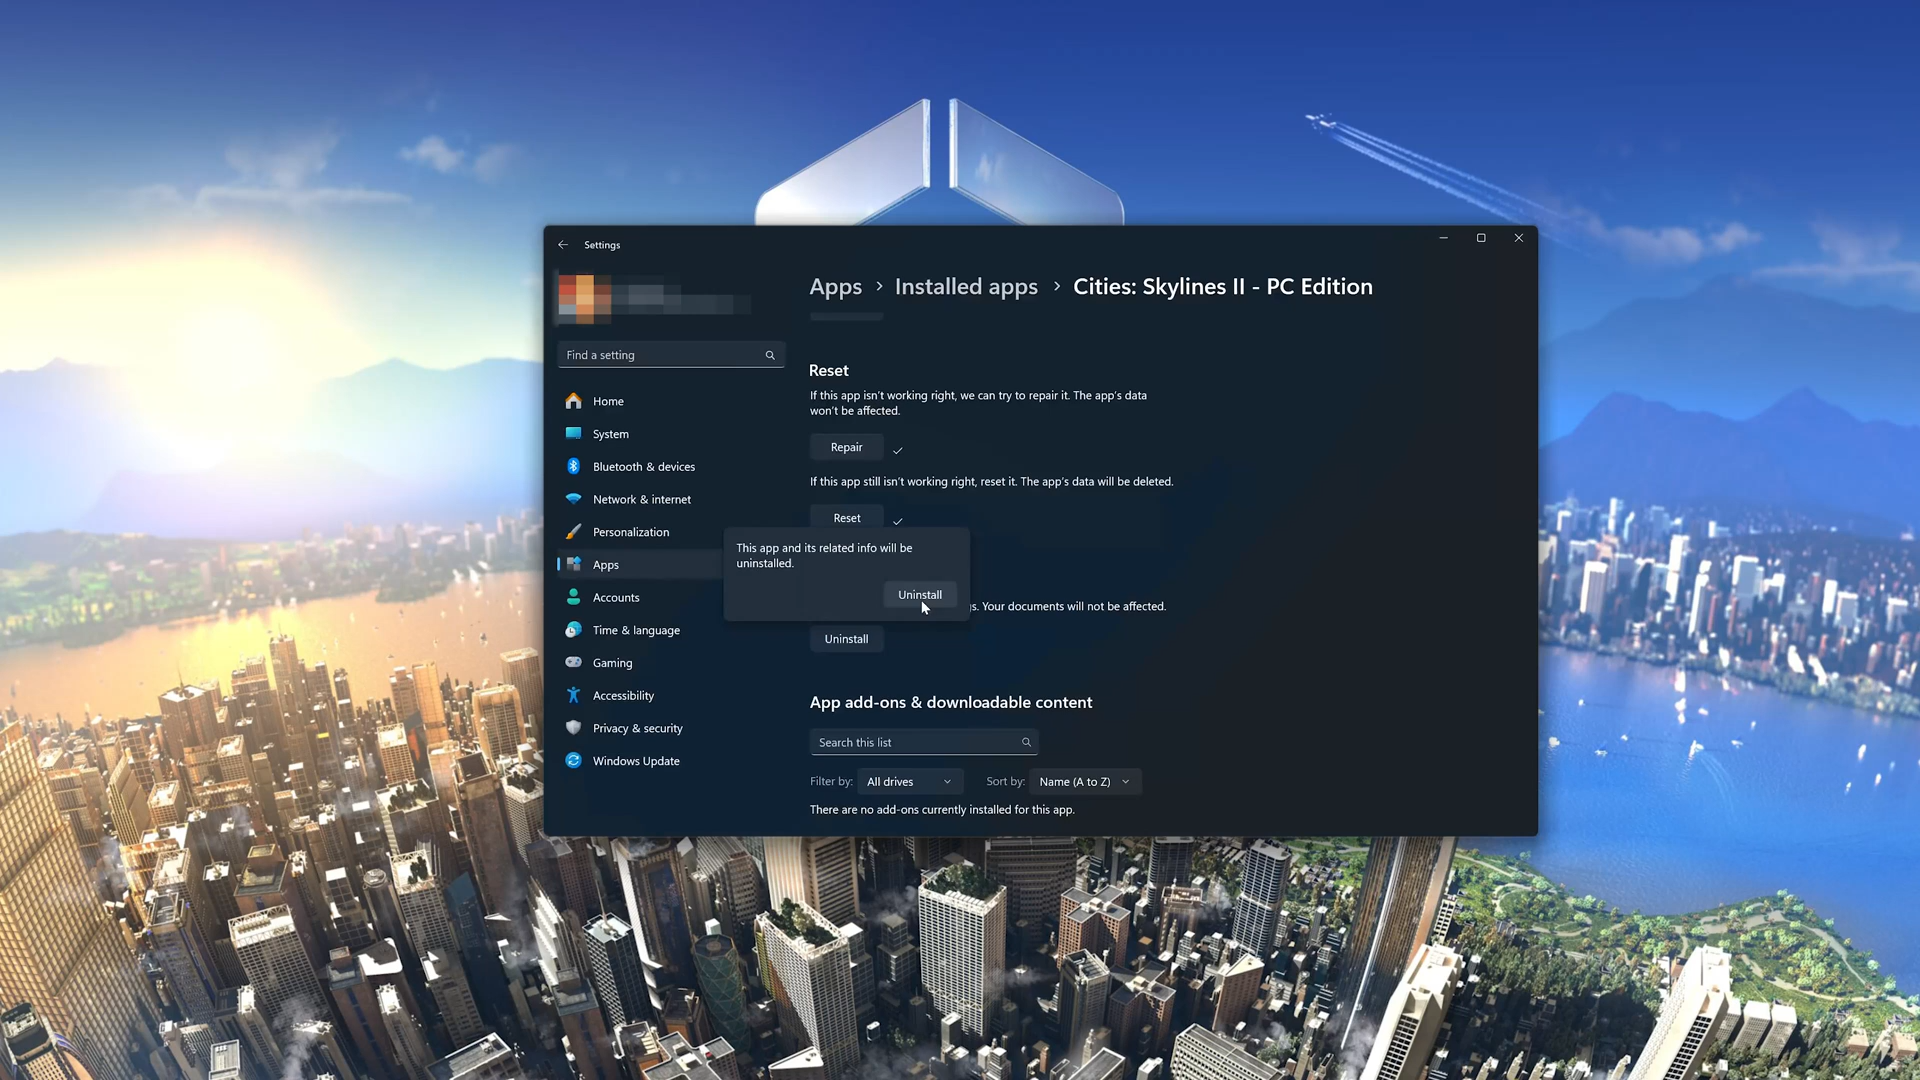 Settings
Apps > Installed apps > Cities: Skylines II - PC Edition
Find a setting
Home
System
Bluetooth & devices
Network & internet
Personalization
Apps
Accounts
Time & language
Gaming
Accessibility
Privacy & security
Windows Update
Reset
If this app isn't working right, we can try to repair it. The app's data
won't be affected.
Repair
If this app still isn't working right, reset it. The app's data will be deleted.
Reset
This app and its related info will be
uninstalled.
Uninstall
Your documents will not be affected.
Uninstall
App add-ons & downloadable content
Search this list
Filter by: All drives Sort by: Name (A to Z)
There are no add-ons currently installed for this app.